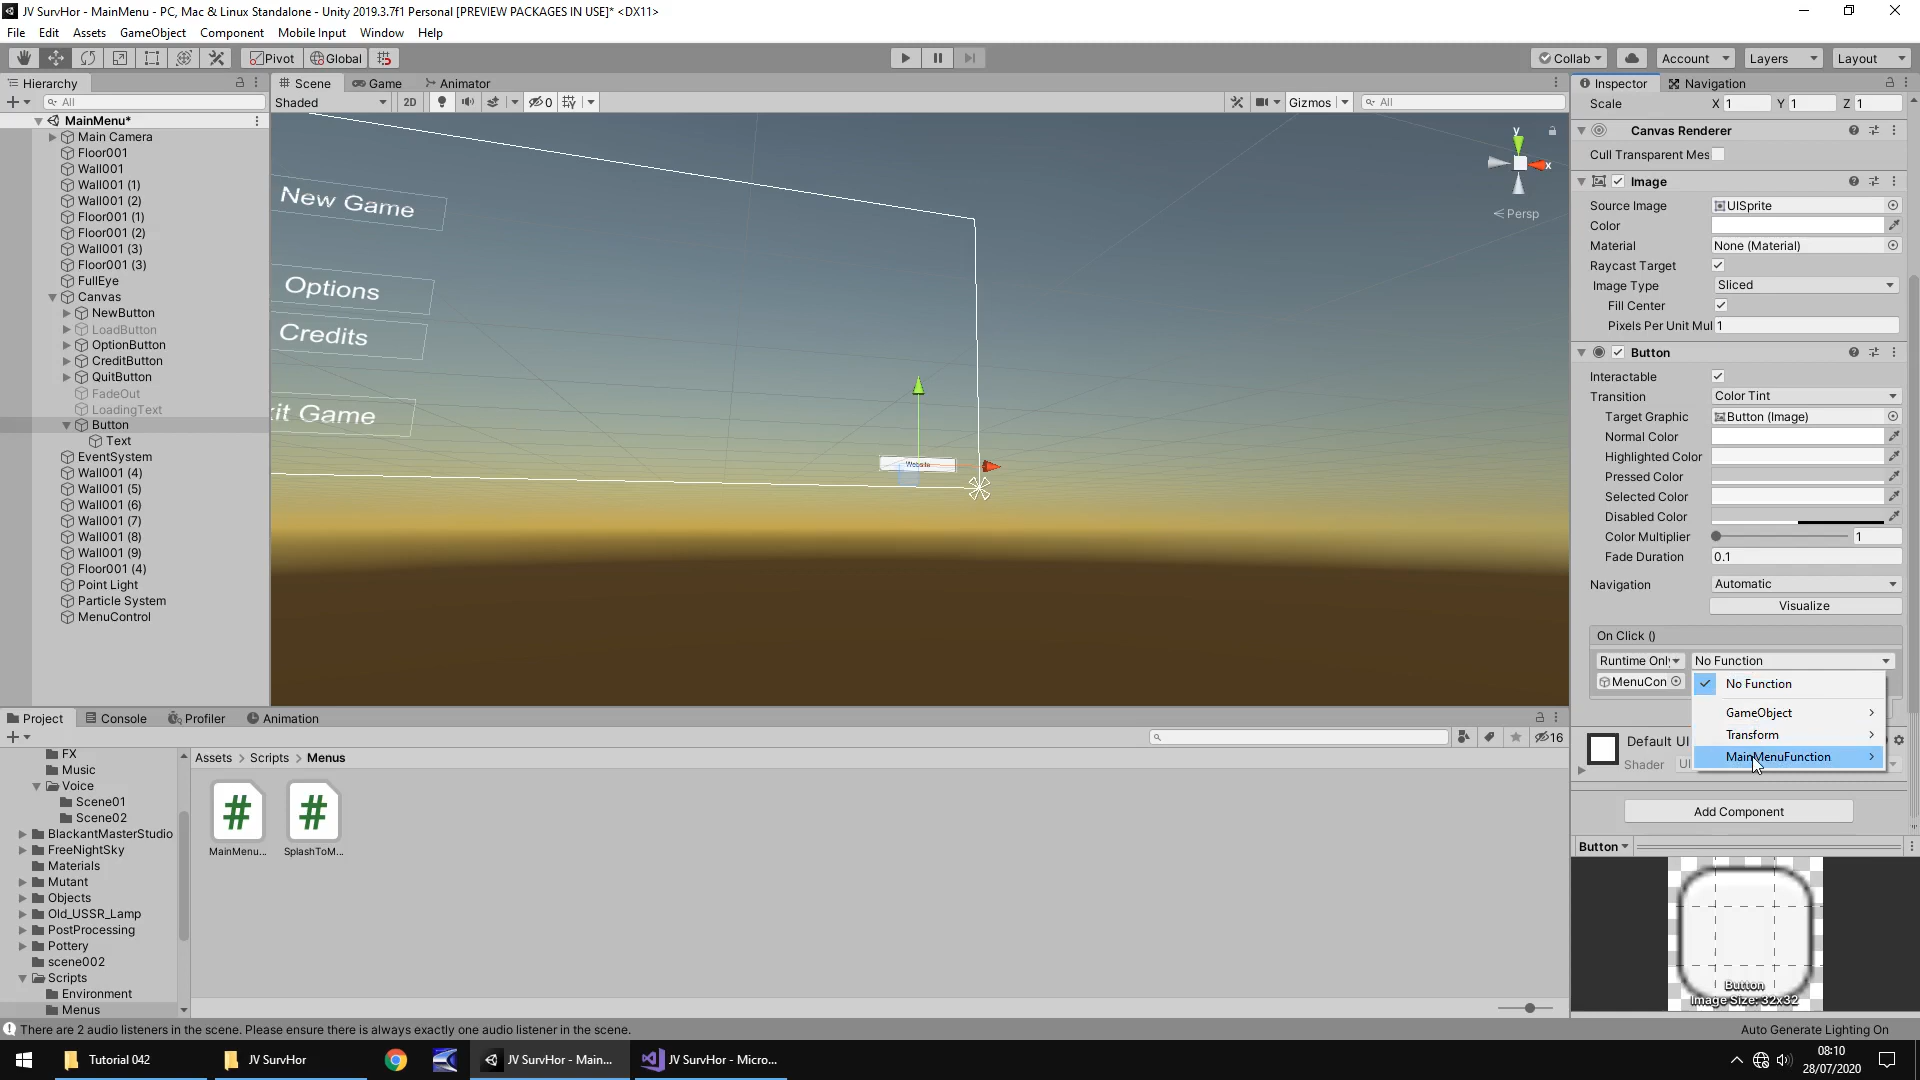 JV SurvHor - MainMenu - PC, Mac & Linux Standalone - Unity 2019.3.7f1 Personal [PREVIEW PACKAGES IN USE]* <DX11>
File Edit Assets GameObject Component Mobile Input Window Help
Pivot Global Collab Account Layers Layout
Hierarchy Scene Game Animator Inspector Navigation
All Shaded 2D 0 Gizmos All
Scale X 1 Y 1 Z 1
MainMenu*
Main Camera
Floor001
Wall001
Wall001 (1)
Wall001 (2)
Floor001 (1)
Floor001 (2)
Wall001 (3)
Floor001 (3)
FullEye
Canvas
NewButton
LoadButton
OptionButton
CreditButton
QuitButton
FadeOut
LoadingText
Button
Text
EventSystem
Wall001 (4)
Wall001 (5)
Wall001 (6)
Wall001 (7)
Wall001 (8)
Wall001 (9)
Floor001 (4)
Point Light
Particle System
MenuControl
New Game
Options
Credits
xit Game
Website
y
x
Persp
Canvas Renderer
Cull Transparent Mes
Image
Source Image UISprite
Color
Material None (Material)
Raycast Target
Image Type Sliced
Fill Center
Pixels Per Unit Mul 1
Button
Interactable
Transition Color Tint
Target Graphic Button (Image)
Normal Color
Highlighted Color
Pressed Color
Selected Color
Disabled Color
Color Multiplier 1
Fade Duration 0.1
Navigation Automatic
Visualize
On Click ()
Runtime Onl No Function
MenuCon
No Function
GameObject
Transform
MainMenuFunction
Default UI
Shader UI
Add Component
Button
Button
Image Size: 32x32
Project Console Profiler Animation
16
FX
Music
Voice
Scene01
Scene02
BlackantMasterStudio
FreeNightSky
Materials
Mutant
Objects
Old_USSR_Lamp
PostProcessing
Pottery
scene002
Scripts
Environment
Menus
Assets > Scripts > Menus
MainMenu...
SplashToM...
There are 2 audio listeners in the scene. Please ensure there is always exactly one audio listener in the scene.
Auto Generate Lighting On
Tutorial 042
JV SurvHor
JV SurvHor - Main...
JV SurvHor - Micro...
08:10
28/07/2020